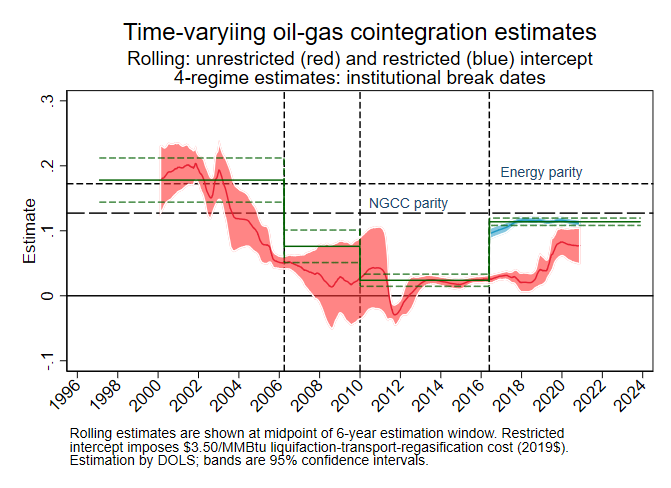 Time-varyiing oil-gas cointegration estimates
Rolling: unrestricted (red) and restricted (blue) intercept
4-regime estimates: institutional break dates
.3
.2
.1
0
-.1
Estimate
Energy parity
NGCC parity
1996 1998 2000 2002 2004 2006 2008 2010 2012 2014 2016 2018 2020 2022 2024
Rolling estimates are shown at midpoint of 6-year estimation window. Restricted
intercept imposes $3.50/MMBtu liquifaction-transport-regasification cost (2019$).
Estimation by DOLS; bands are 95% confidence intervals.